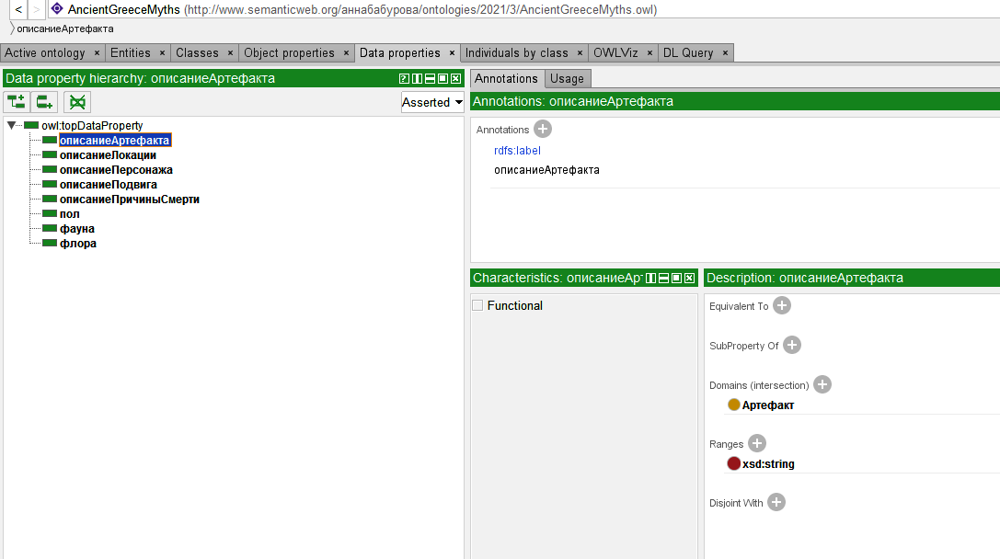 < > AncientGreeceMyths (http://www.semanticweb.org/аннабабурова/ontologies/2021/3/AncientGreeceMyths.owl)
описаниеАртефакта
Active ontology × Entities × Classes × Object properties × Data properties × Individuals by class × OWLViz × DL Query ×
Data property hierarchy: описаниеАртефакта
Asserted
owl:topDataProperty
описаниеАртефакта
описаниеЛокации
описаниеПерсонажа
описаниеПодвига
описаниеПричиныСмерти
пол
фауна
флора
Annotations Usage
Annotations: описаниеАртефакта
Annotations
rdfs:label
описаниеАртефакта
Characteristics: описаниеАр
Functional
Description: описаниеАртефакта
Equivalent To
SubProperty Of
Domains (intersection)
Артефакт
Ranges
xsd:string
Disjoint With